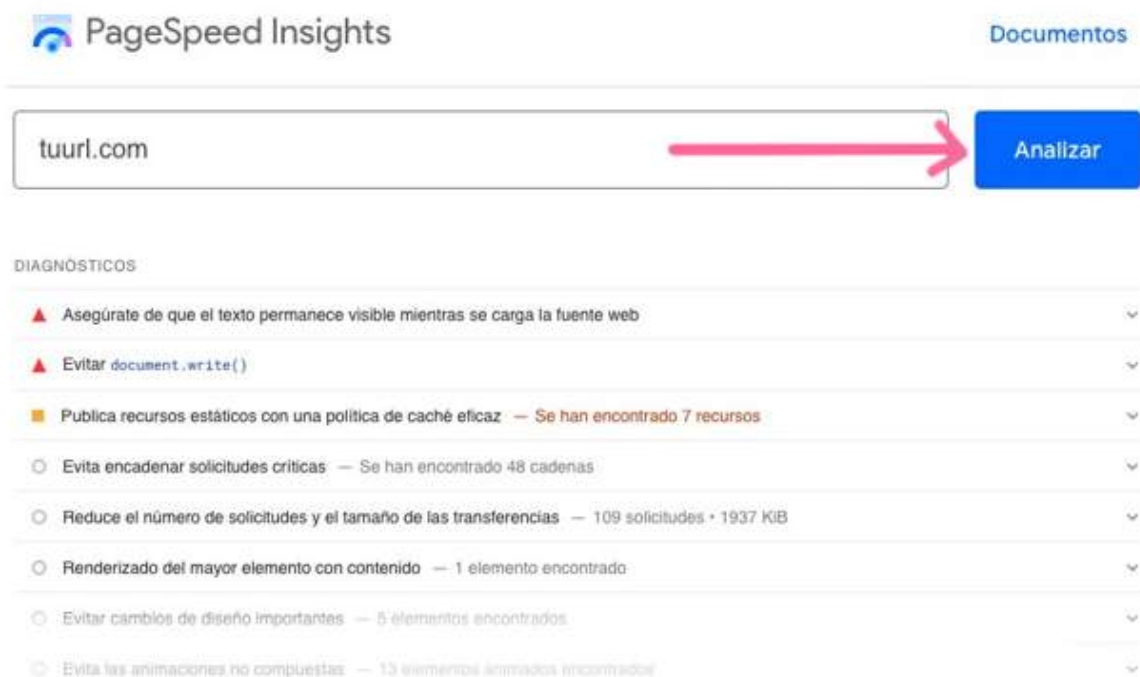 PageSpeed Insights
Documentos
tuurl.com
Analizar
DIAGNÓSTICOS
Asegúrate de que el texto permanece visible mientras se carga la fuente web
Evitar document.write()
Publica recursos estáticos con una política de caché eficaz — Se han encontrado 7 recursos
Evita encadenar solicitudes críticas — Se han encontrado 48 cadenas
Reduce el número de solicitudes y el tamaño de las transferencias — 109 solicitudes • 1937 KiB
Renderizado del mayor elemento con contenido — 1 elemento encontrado
Evitar cambios de diseño importantes — 5 elementos encontrados
Evita las animaciones no compuestas — 13 elementos animados encontrados